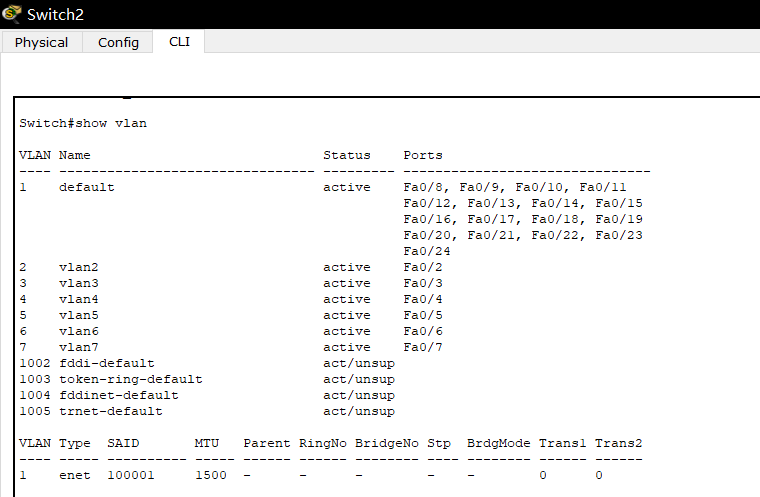 Switch2
Physical Config CLI
Switch#show vlan
VLAN Name                             Status    Ports
---- -------------------------------- --------- -------------------------------
1    default                          active    Fa0/8, Fa0/9, Fa0/10, Fa0/11
                                                Fa0/12, Fa0/13, Fa0/14, Fa0/15
                                                Fa0/16, Fa0/17, Fa0/18, Fa0/19
                                                Fa0/20, Fa0/21, Fa0/22, Fa0/23
                                                Fa0/24
2    vlan2                            active    Fa0/2
3    vlan3                            active    Fa0/3
4    vlan4                            active    Fa0/4
5    vlan5                            active    Fa0/5
6    vlan6                            active    Fa0/6
7    vlan7                            active    Fa0/7
1002 fddi-default                     act/unsup
1003 token-ring-default               act/unsup
1004 fddinet-default                  act/unsup
1005 trnet-default                    act/unsup
VLAN Type  SAID       MTU   Parent RingNo BridgeNo Stp  BrdgMode Trans1 Trans2
---- ----- ---------- ----- ------ ------ -------- ---- -------- ------ ------
1    enet  100001     1500  -      -      -        -    -        0      0